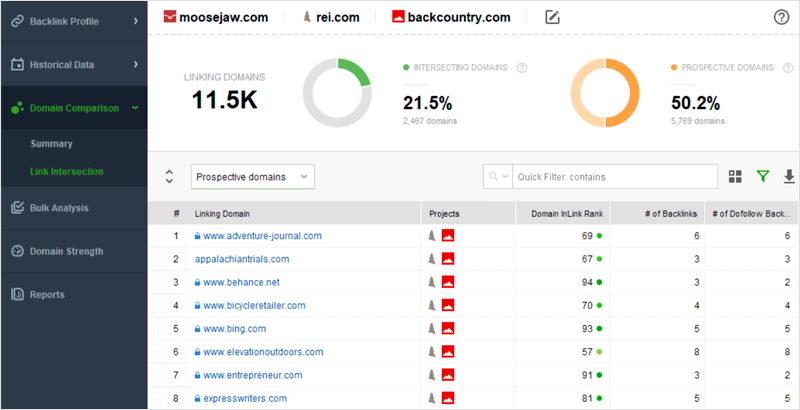 Backlink Profile
Historical Data
Domain Comparison
Summary
Link Intersection
Bulk Analysis
Domain Strength
Reports
moosejaw.com rei.com backcountry.com ?
LINKING DOMAINS
11.5K
INTERSECTING DOMAINS ?
21.5%
2,467 domains
PROSPECTIVE DOMAINS ?
50.2%
5,769 domains
Prospective domains Quick Filter: contains
# Linking Domain Projects Domain InLink Rank # of Backlinks # of Dofollow Back...
1 www.adventure-journal.com 69 6 6
2 appalachiantrials.com 67 3 3
3 www.behance.net 94 3 2
4 www.bicycleretailer.com 70 4 4
5 www.bing.com 93 5 5
6 www.elevationoutdoors.com 57 8 8
7 www.entrepreneur.com 91 3 2
8 expresswriters.com 81 5 5